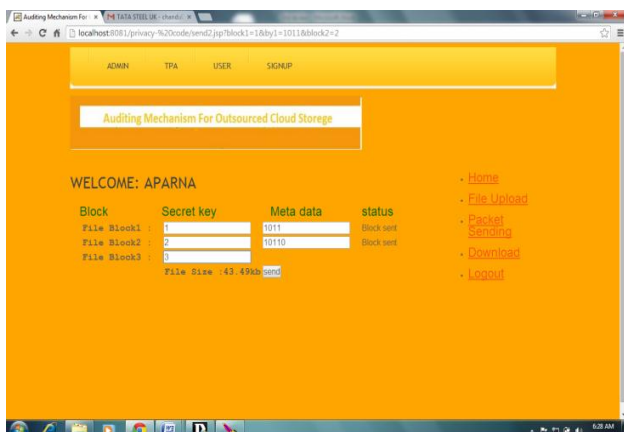 Auditing Mechanism For
TATA STEEL UK - chandu
localhost:8081/privacy-%20code/send2.jsp?block1=1&by1=1011&block2=2
ADMIN TPA USER SIGNUP
Auditing Mechanism For Outsourced Cloud Storege
WELCOME: APARNA
Block Secret key Meta data status
File Block1 : 1 1011 Block sent
File Block2 : 2 10110 Block sent
File Block3 : 3
File Size :43.49kb send
Home
File Upload
Packet
Sending
Download
Logout
6:28 AM